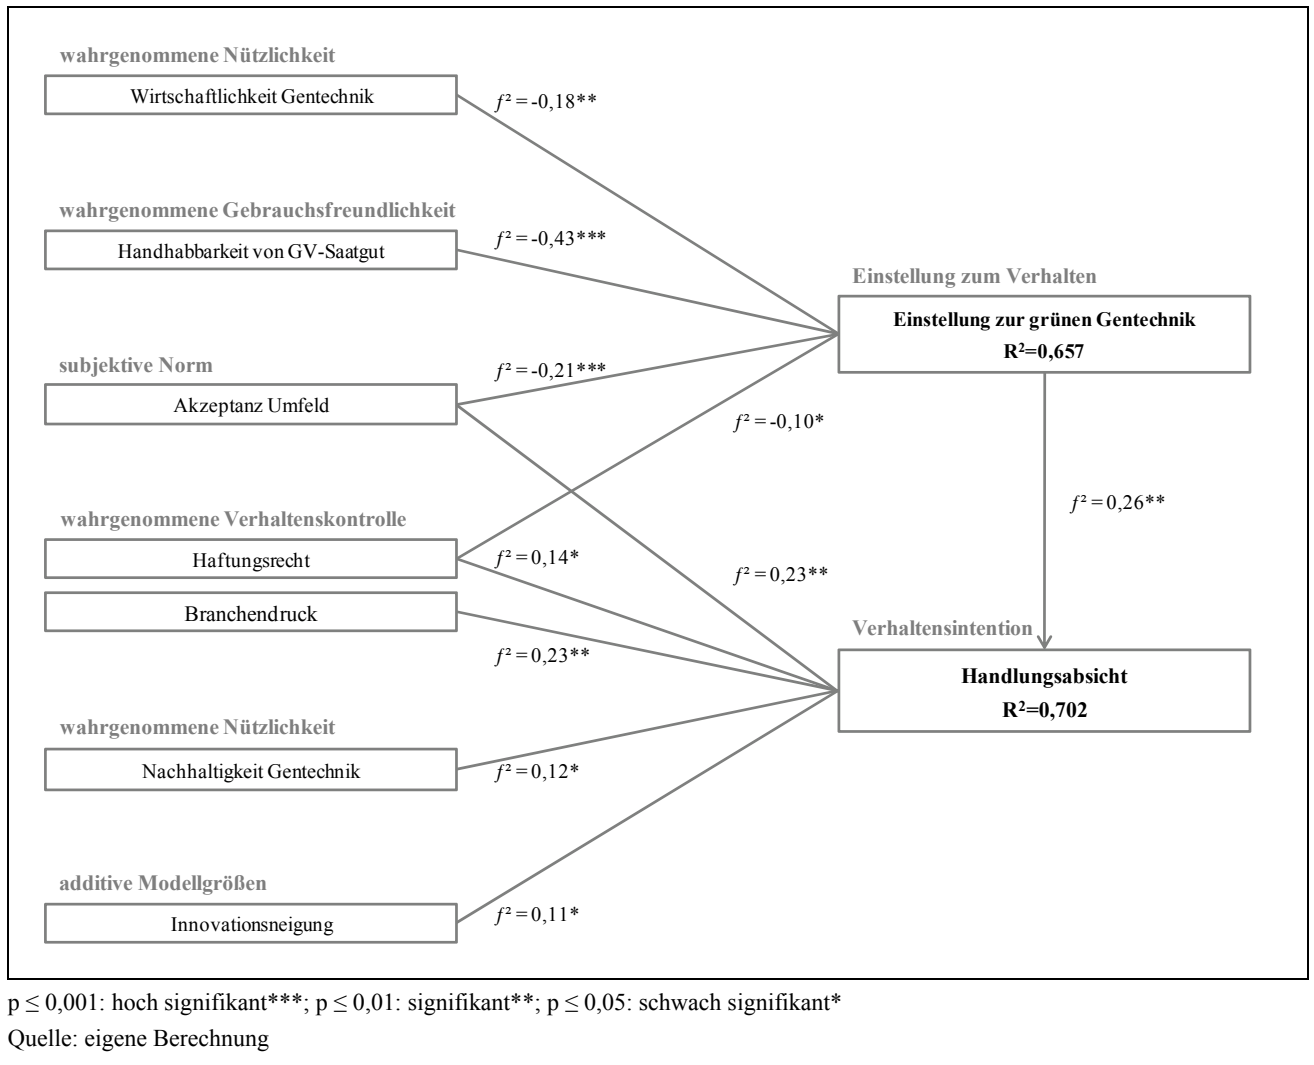 wahrgenommene Nützlichkeit
Wirtschaftlichkeit Gentechnik
f² = -0,18**
wahrgenommene Gebrauchsfreundlichkeit
Handhabbarkeit von GV-Saatgut
f² = -0,43***
Einstellung zum Verhalten
Einstellung zur grünen Gentechnik
R²=0,657
subjektive Norm
Akzeptanz Umfeld
f² = -0,21***
f² = -0,10*
f² = 0,26**
wahrgenommene Verhaltenskontrolle
Haftungsrecht
f² = 0,14*
f² = 0,23**
Branchendruck
f² = 0,23**
Verhaltensintention
Handlungsabsicht
R²=0,702
wahrgenommene Nützlichkeit
Nachhaltigkeit Gentechnik
f² = 0,12*
additive Modellgrößen
Innovationsneigung
f² = 0,11*
p ≤ 0,001: hoch signifikant***; p ≤ 0,01: signifikant**; p ≤ 0,05: schwach signifikant*
Quelle: eigene Berechnung